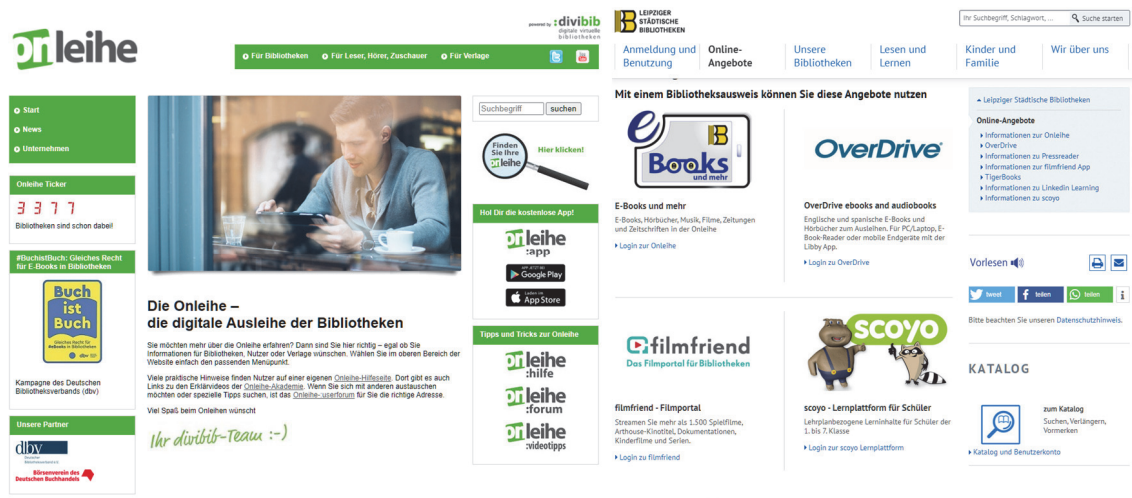 onleihe
powered by :divibib
digitale virtuelle
bibliotheken
Für Bibliotheken
Für Leser, Hörer, Zuschauer
Für Verlage
Start
News
Unternehmen
Onleihe Ticker
3377
Bibliotheken sind schon dabei!
#BuchistBuch: Gleiches Recht
für E-Books in Bibliotheken
Buch
ist
Buch
Gleiches Recht für
#eBooks in Bibliotheken
dbv
Kampagne des Deutschen
Bibliotheksverbands (dbv)
Unsere Partner
dbv
Deutscher
Bibliotheksverband e.V.
Börsenverein des
Deutschen Buchhandels
Die Onleihe –
die digitale Ausleihe der Bibliotheken
Sie möchten mehr über die Onleihe erfahren? Dann sind Sie hier richtig – egal ob Sie
Informationen für Bibliotheken, Nutzer oder Verlage wünschen. Wählen Sie im oberen Bereich der
Website einfach den passenden Menüpunkt.
Viele praktische Hinweise finden Nutzer auf einer eigenen Onleihe-Hilfeseite. Dort gibt es auch
Links zu den Erklärvideos der Onleihe-Akademie. Wenn Sie sich mit anderen austauschen
möchten oder spezielle Tipps suchen, ist das Onleihe-:userforum für Sie die richtige Adresse.
Viel Spaß beim Onleihen wünscht
Ihr divibib-Team :-)
Suchbegriff
suchen
Finden
Sie Ihre
onleihe
Hier klicken!
Hol Dir die kostenlose App!
onleihe
:app
APP JETZT BEI
Google Play
Laden im
App Store
Tipps und Tricks zur Onleihe
onleihe
:hilfe
onleihe
:forum
onleihe
:videotipps
LEIPZIGER
STÄDTISCHE
BIBLIOTHEKEN
Ihr Suchbegriff, Schlagwort, ...
Suche starten
Anmeldung und
Benutzung
Online-
Angebote
Unsere
Bibliotheken
Lesen und
Lernen
Kinder und
Familie
Wir über uns
Mit einem Bibliotheksausweis können Sie diese Angebote nutzen
e
B
Books
und mehr
E-Books und mehr
E-Books, Hörbücher, Musik, Filme, Zeitungen
und Zeitschriften in der Onleihe
Login zur Onleihe
OverDrive
OverDrive ebooks and audiobooks
Englische und spanische E-Books und
Hörbücher zum Ausleihen. Für PC/Laptop, E-
Book-Reader oder mobile Endgeräte mit der
Libby App.
Login zu OverDrive
filmfriend
Das Filmportal für Bibliotheken
filmfriend - Filmportal
Streamen Sie mehr als 1.500 Spielfilme,
Arthouse-Kinotitel, Dokumentationen,
Kinderfilme und Serien.
Login zu filmfriend
scoyo
scoyo - Lernplattform für Schüler
Lehrplanbezogene Lerninhalte für Schüler der
1. bis 7. Klasse
Login zur scoyo Lernplattform
Leipziger Städtische Bibliotheken
Online-Angebote
Informationen zur Onleihe
OverDrive
Informationen zu Pressreader
Informationen zur filmfriend App
TigerBooks
Informationen zu Linkedin Learning
Informationen zu scoyo
Vorlesen
tweet
teilen
teilen
i
Bitte beachten Sie unseren Datenschutzhinweis.
KATALOG
zum Katalog
Suchen, Verlängern,
Vormerken
Katalog und Benutzerkonto